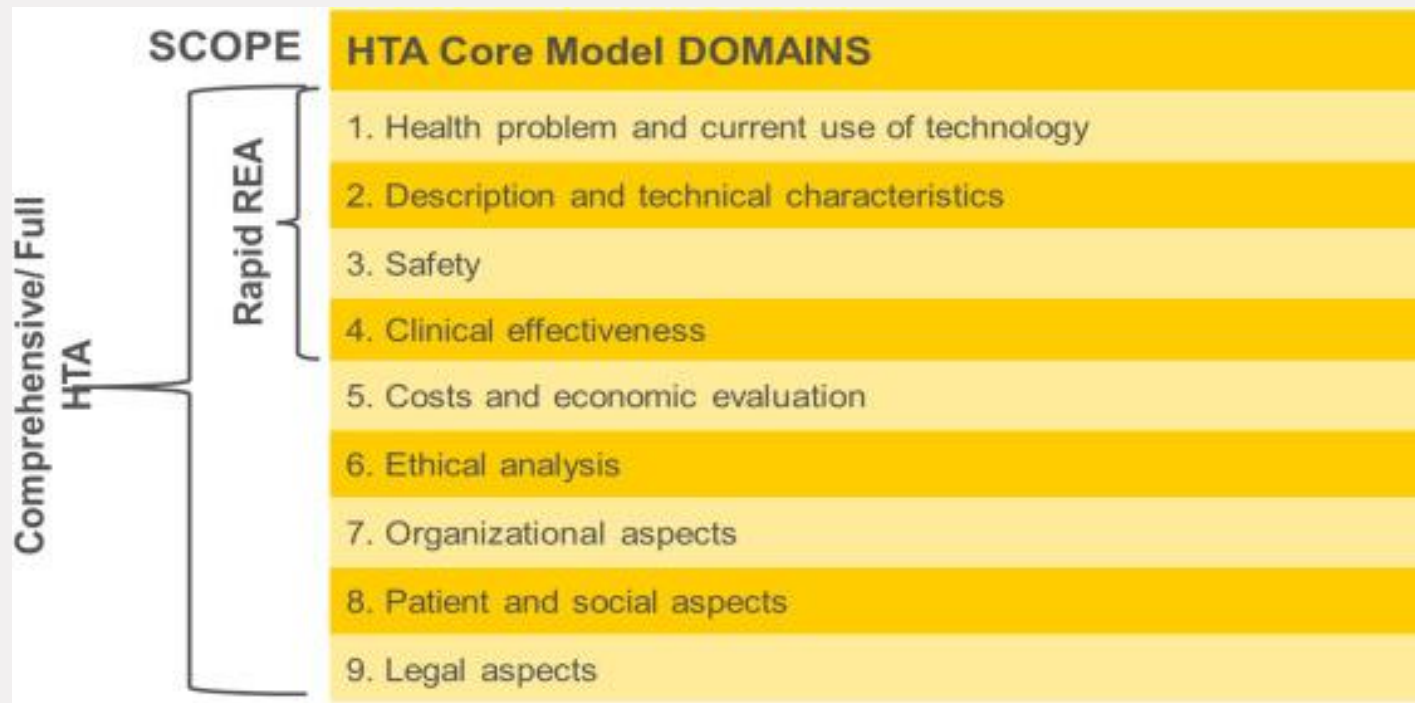 SCOPE
HTA Core Model DOMAINS
Comprehensive/ Full
HTA
Rapid REA
1. Health problem and current use of technology
2. Description and technical characteristics
3. Safety
4. Clinical effectiveness
5. Costs and economic evaluation
6. Ethical analysis
7. Organizational aspects
8. Patient and social aspects
9. Legal aspects